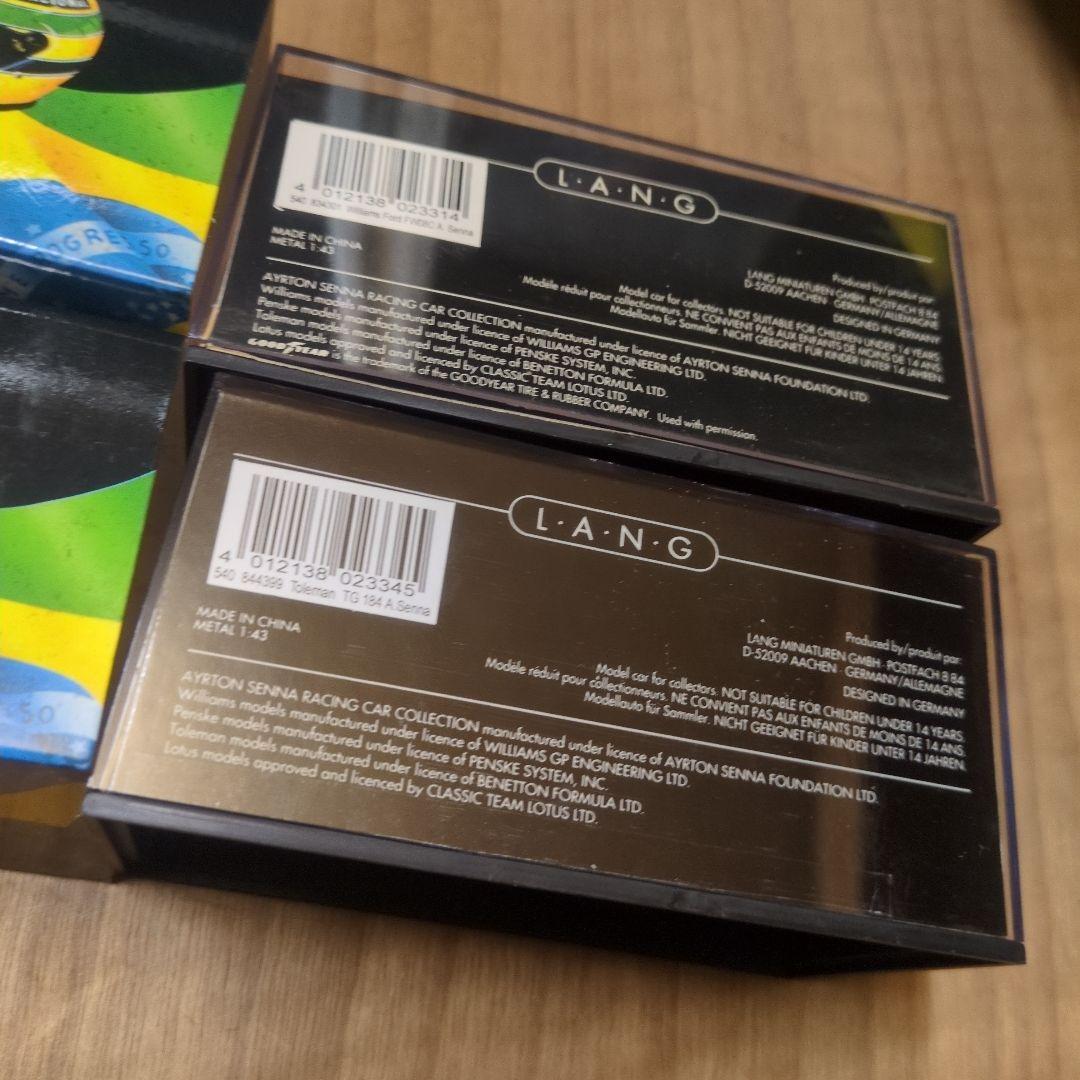 OGRESSO
4 012138 023314
540 834301 Williams Ford FW08C A. Senna
L·A·N·G
MADE IN CHINA
METAL 1:43
Produced by/produit par:
LANG MINIATUREN GMBH · POSTFACH 8 84
D-52009 AACHEN · GERMANY/ALLEMAGNE
DESIGNED IN GERMANY
Model car for collectors. NOT SUITABLE FOR CHILDREN UNDER 14 YEARS.
Modèle réduit pour collectionneurs. NE CONVIENT PAS AUX ENFANTS DE MOINS DE 14 ANS.
Modellauto für Sammler. NICHT GEEIGNET FÜR KINDER UNTER 14 JAHREN.
AYRTON SENNA RACING CAR COLLECTION manufactured under licence of AYRTON SENNA FOUNDATION LTD.
Williams models manufactured under licence of WILLIAMS GP ENGINEERING LTD.
Penske models manufactured under licence of PENSKE SYSTEM, INC.
Toleman models manufactured under licence of BENETTON FORMULA LTD.
Lotus models approved and licenced by CLASSIC TEAM LOTUS LTD.
GOODYEAR is the trademark of the GOODYEAR TIRE & RUBBER COMPANY. Used with permission.
SO
4 012138 023345
540 844399 Toleman TG 184 A.Senna
L·A·N·G
MADE IN CHINA
METAL 1:43
Produced by/produit par:
LANG MINIATUREN GMBH · POSTFACH 8 84
D-52009 AACHEN · GERMANY/ALLEMAGNE
DESIGNED IN GERMANY
Model car for collectors. NOT SUITABLE FOR CHILDREN UNDER 14 YEARS.
Modèle réduit pour collectionneurs. NE CONVIENT PAS AUX ENFANTS DE MOINS DE 14 ANS.
Modellauto für Sammler. NICHT GEEIGNET FÜR KINDER UNTER 14 JAHREN.
AYRTON SENNA RACING CAR COLLECTION manufactured under licence of AYRTON SENNA FOUNDATION LTD.
Williams models manufactured under licence of WILLIAMS GP ENGINEERING LTD.
Penske models manufactured under licence of PENSKE SYSTEM, INC.
Toleman models manufactured under licence of BENETTON FORMULA LTD.
Lotus models approved and licenced by CLASSIC TEAM LOTUS LTD.